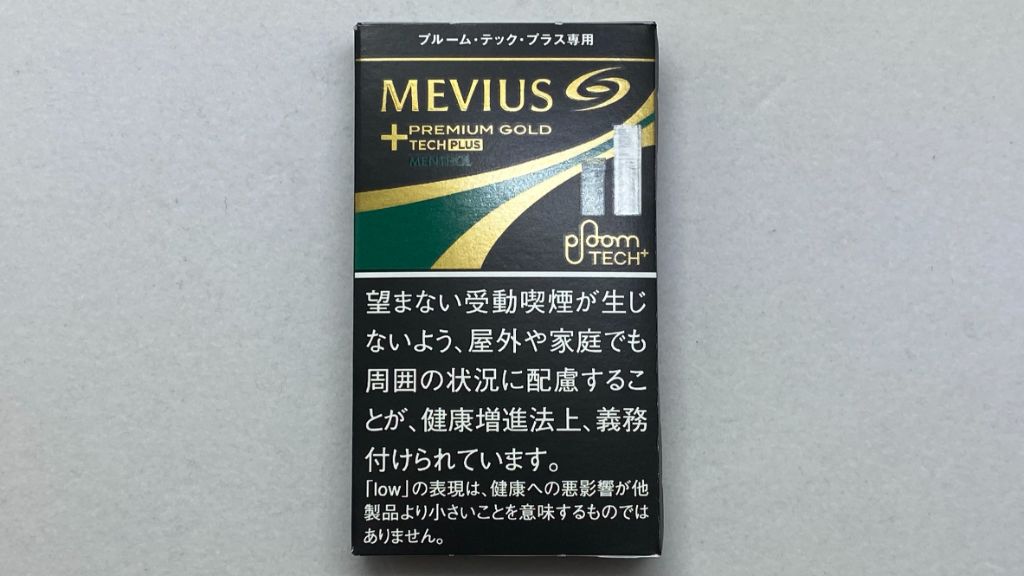 プルーム・テック・プラス専用
MEVIUS
+PREMIUM GOLD
TECH PLUS
MENTHOL
ploom
TECH+
望まない受動喫煙が生じ
ないよう、屋外や家庭でも
周囲の状況に配慮するこ
とが、健康増進法上、義務
付けられています。
「low」の表現は、健康への悪影響が他
製品より小さいことを意味するものでは
ありません。